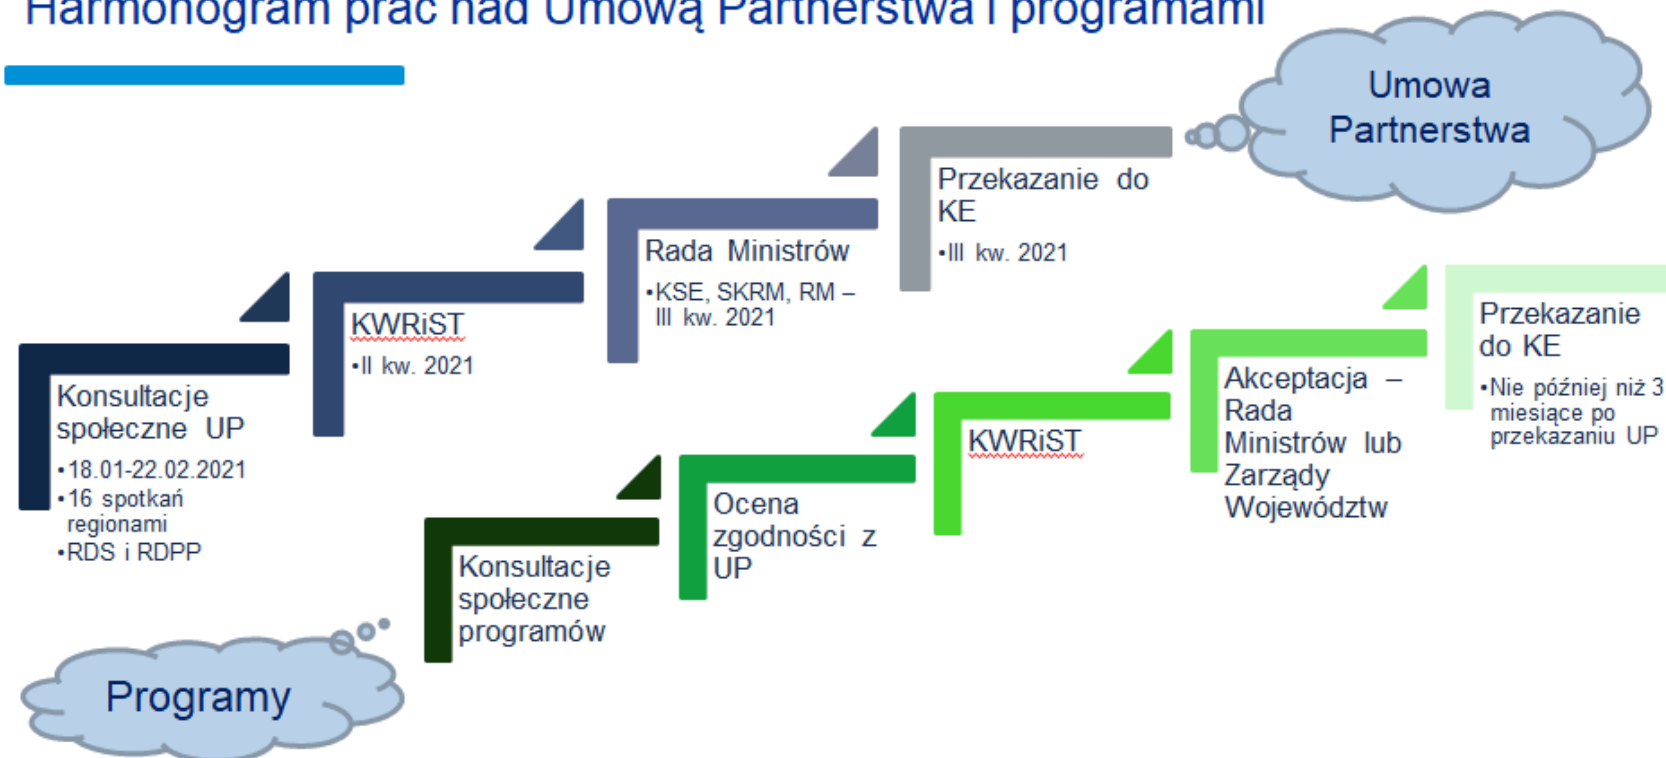 Harmonogram prac nad Umową Partnerstwa i programami
Umowa
Partnerstwa
Konsultacje
społeczne UP
•18.01-22.02.2021
•16 spotkań
regionami
•RDS i RDPP
KWRiST
•II kw. 2021
Rada Ministrów
•KSE, SKRM, RM –
III kw. 2021
Przekazanie do
KE
•III kw. 2021
Programy
Konsultacje
społeczne
programów
Ocena
zgodności z
UP
KWRiST
Akceptacja –
Rada
Ministrów lub
Zarządy
Województw
Przekazanie
do KE
•Nie później niż 3
miesiące po
przekazaniu UP